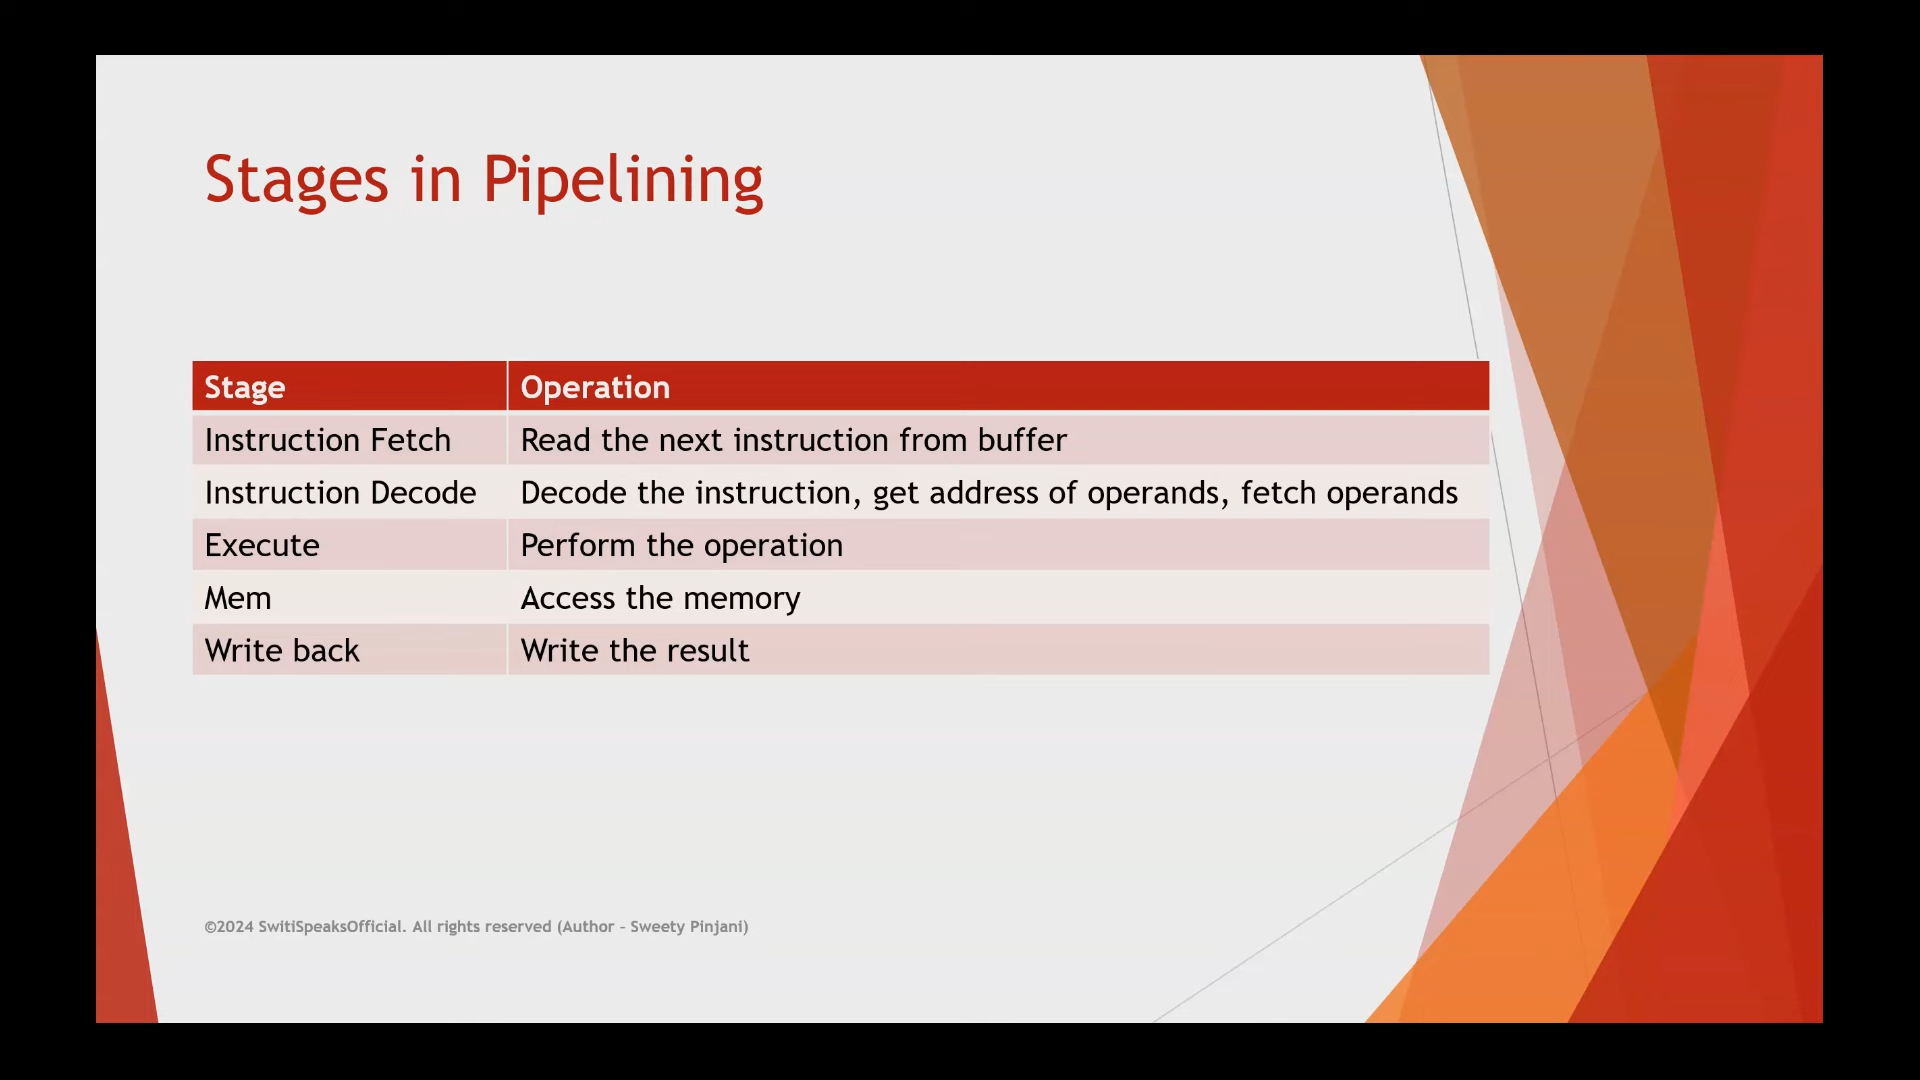 Stages in Pipelining
Stage Operation
Instruction Fetch Read the next instruction from buffer
Instruction Decode Decode the instruction, get address of operands, fetch operands
Execute Perform the operation
Mem Access the memory
Write back Write the result
©2024 SwitiSpeaksOfficial. All rights reserved (Author – Sweety Pinjani)